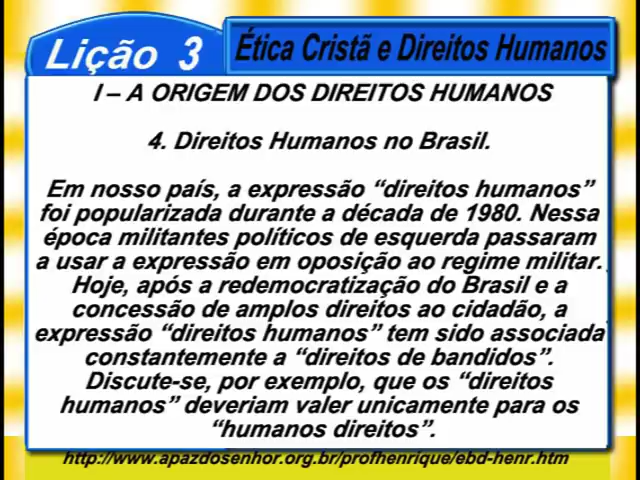 Lição 3
Ética Cristã e Direitos Humanos
I – A ORIGEM DOS DIREITOS HUMANOS
4. Direitos Humanos no Brasil.
Em nosso país, a expressão “direitos humanos”
foi popularizada durante a década de 1980. Nessa
época militantes políticos de esquerda passaram
a usar a expressão em oposição ao regime militar.
Hoje, após a redemocratização do Brasil e a
concessão de amplos direitos ao cidadão, a
expressão “direitos humanos” tem sido associada
constantemente a “direitos de bandidos”.
Discute-se, por exemplo, que os “direitos
humanos” deveriam valer unicamente para os
“humanos direitos”.
http://www.apazdosenhor.org.br/profhenrique/ebd-henr.htm